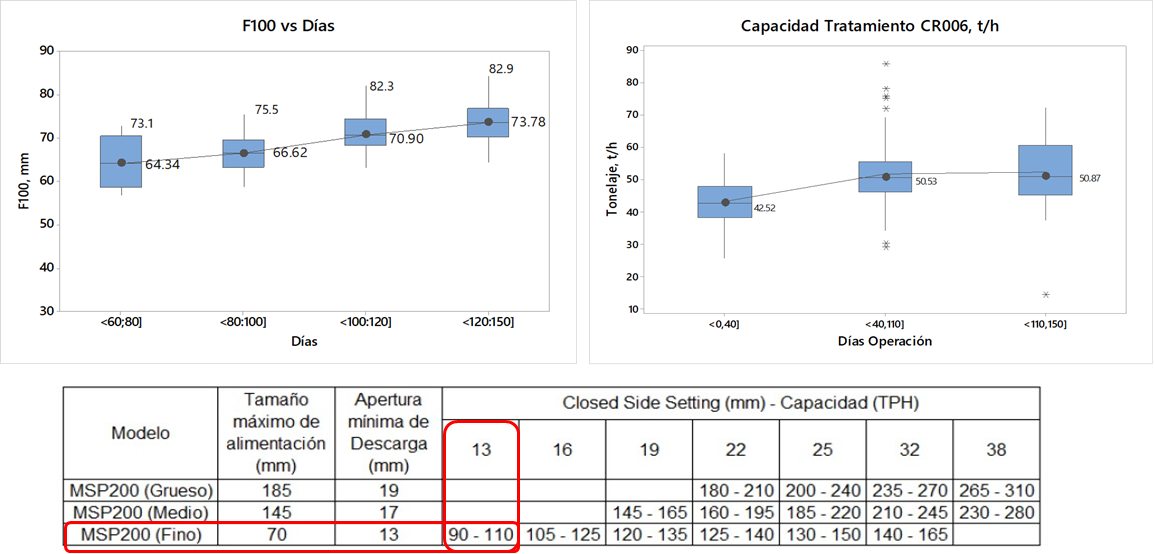 F100 vs Días
F100, mm
90
80
70
60
50
40
30
73.1
64.34
75.5
66.62
82.3
70.90
82.9
73.78
<60;80]
<80;100]
<100;120]
<120;150]
Días
Capacidad Tratamiento CR006, t/h
Tonelaje, t/h
90
80
70
60
50
40
30
20
10
42.52
50.53
50.87
<0,40]
<40,110]
<110,150]
Días Operación
Modelo
Tamaño
máximo de
alimentación
(mm)
Apertura
mínima de
Descarga
(mm)
Closed Side Setting (mm) - Capacidad (TPH)
13 16 19 22 25 32 38
MSP200 (Grueso) 185 19 180 - 210 200 - 240 235 - 270 265 - 310
MSP200 (Medio) 145 17 145 - 165 160 - 195 185 - 220 210 - 245 230 - 280
MSP200 (Fino) 70 13 90 - 110 105 - 125 120 - 135 125 - 140 130 - 150 140 - 165